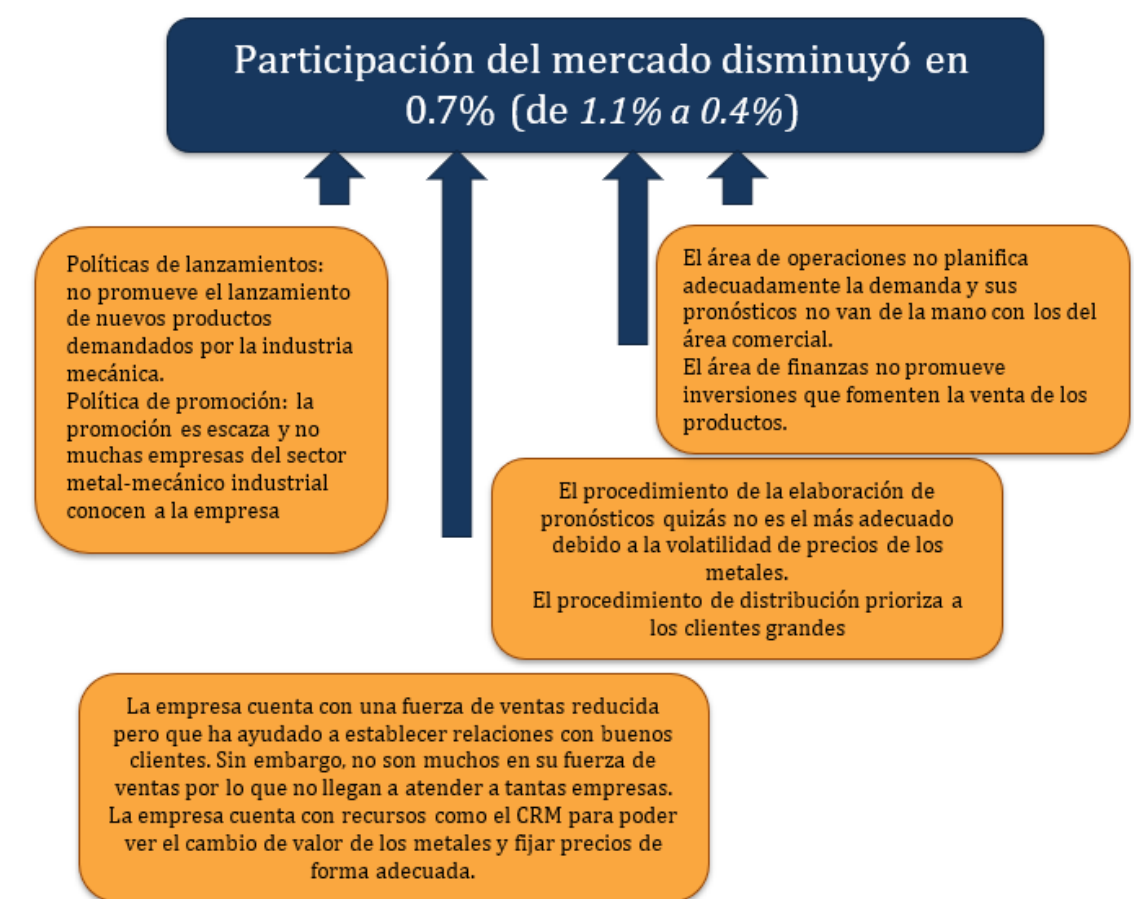 Participación del mercado disminuyó en
0.7% (de 1.1% a 0.4%)
Políticas de lanzamientos:
no promueve el lanzamiento
de nuevos productos
demandados por la industria
mecánica.
Política de promoción: la
promoción es escaza y no
muchas empresas del sector
metal-mecánico industrial
conocen a la empresa
El área de operaciones no planifica
adecuadamente la demanda y sus
pronósticos no van de la mano con los del
área comercial.
El área de finanzas no promueve
inversiones que fomenten la venta de los
productos.
El procedimiento de la elaboración de
pronósticos quizás no es el más adecuado
debido a la volatilidad de precios de los
metales.
El procedimiento de distribución prioriza a
los clientes grandes
La empresa cuenta con una fuerza de ventas reducida
pero que ha ayudado a establecer relaciones con buenos
clientes. Sin embargo, no son muchos en su fuerza de
ventas por lo que no llegan a atender a tantas empresas.
La empresa cuenta con recursos como el CRM para poder
ver el cambio de valor de los metales y fijar precios de
forma adecuada.